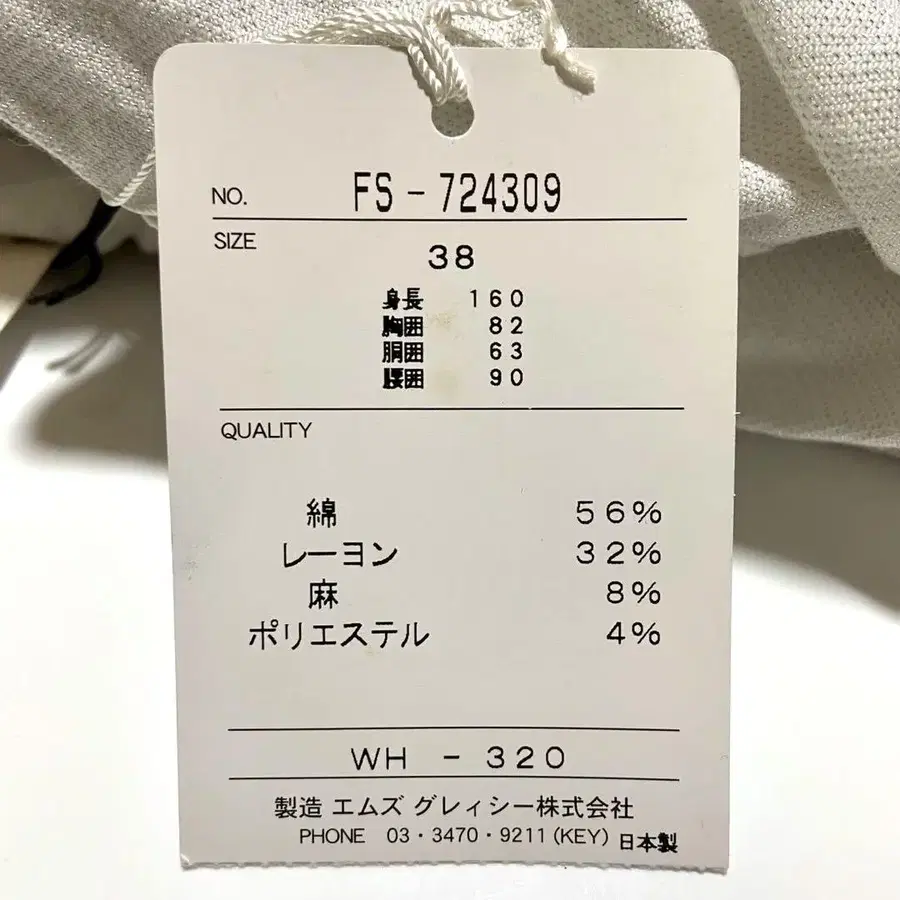 NO. FS-724309
SIZE
38
身長 160
胸囲 82
胴囲 63
腰囲 90
QUALITY
綿 56%
レーヨン 32%
麻 8%
ポリエステル 4%
WH - 320
製造 エムズ グレィシー株式会社
PHONE 03・3470・9211(KEY) 日本製